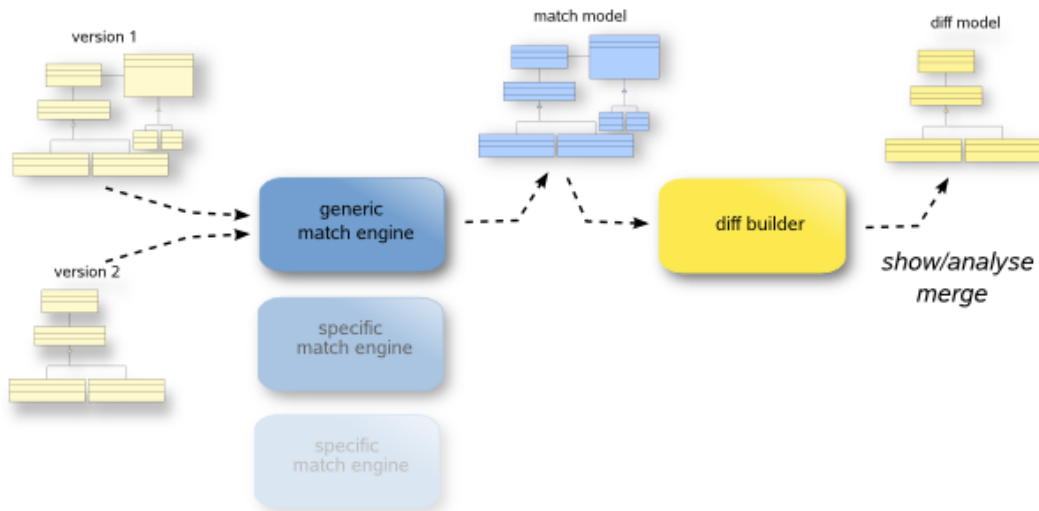 version 1
match model
diff model
generic
match engine
diff builder
show/analyse
merge
version 2
specific
match engine
specific
match engine